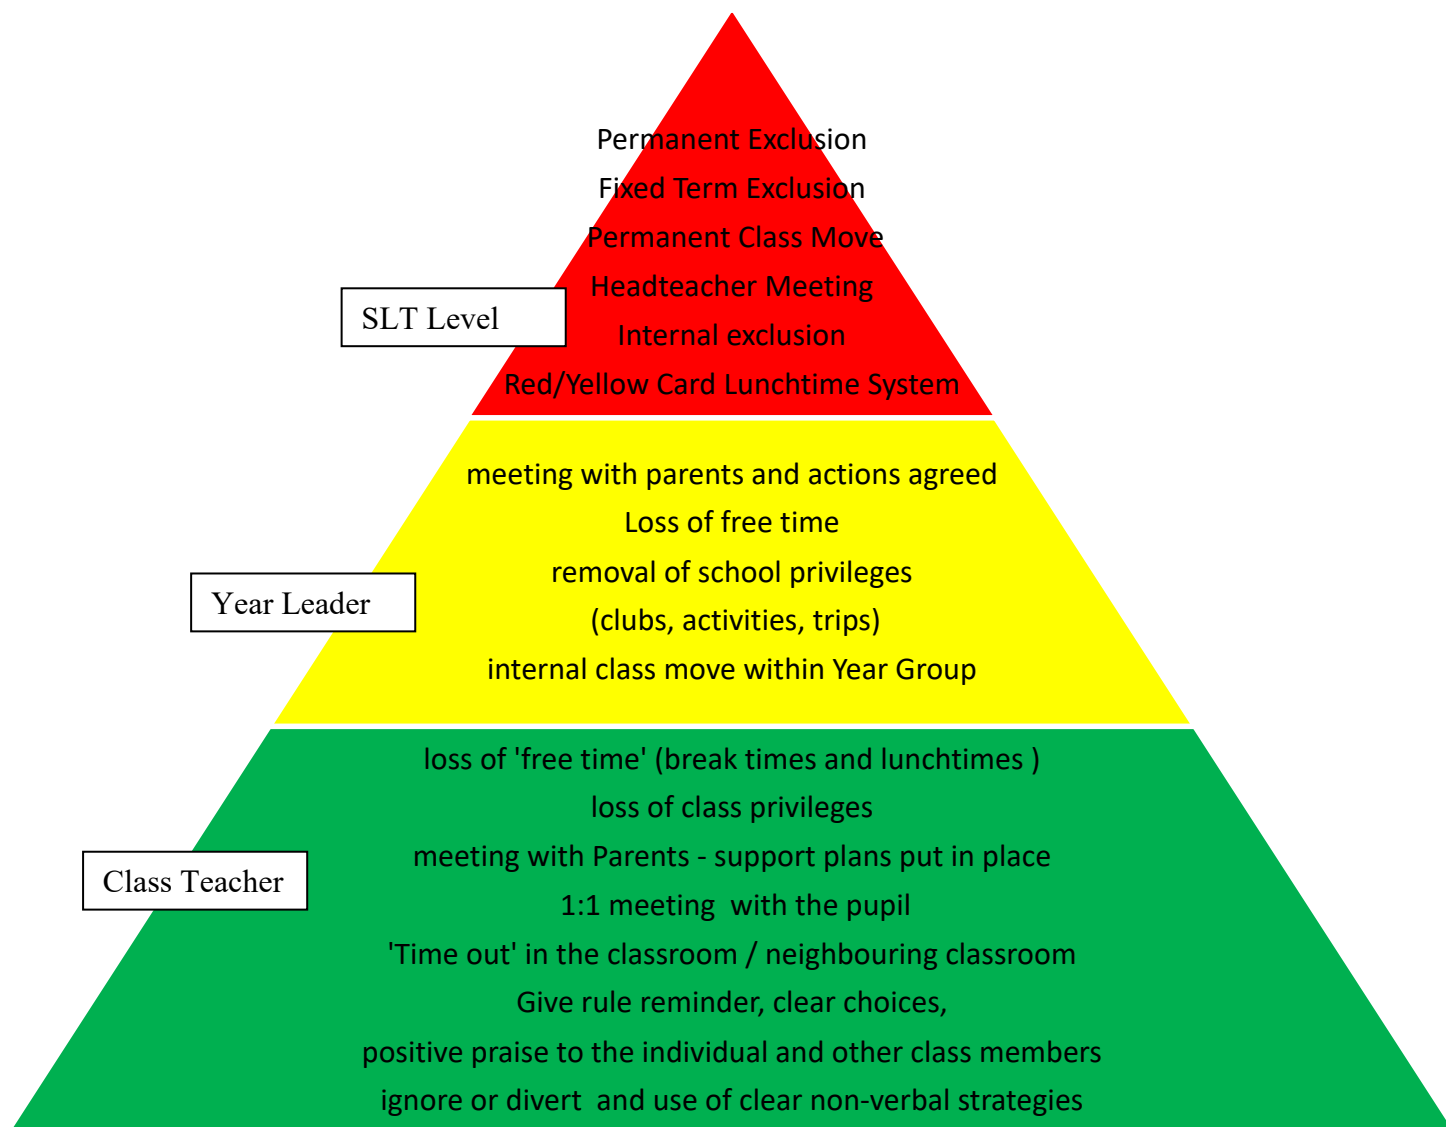 Permanent Exclusion
Fixed Term Exclusion
Permanent Class Move
Headteacher Meeting
SLT Level
Internal exclusion
Red/Yellow Card Lunchtime System
meeting with parents and actions agreed
Loss of free time
removal of school privileges
Year Leader
(clubs, activities, trips)
internal class move within Year Group
loss of 'free time' (break times and lunchtimes )
loss of class privileges
meeting with Parents - support plans put in place
Class Teacher
1:1 meeting  with the pupil
'Time out' in the classroom / neighbouring classroom
Give rule reminder, clear choices,
positive praise to the individual and other class members
ignore or divert  and use of clear non-verbal strategies